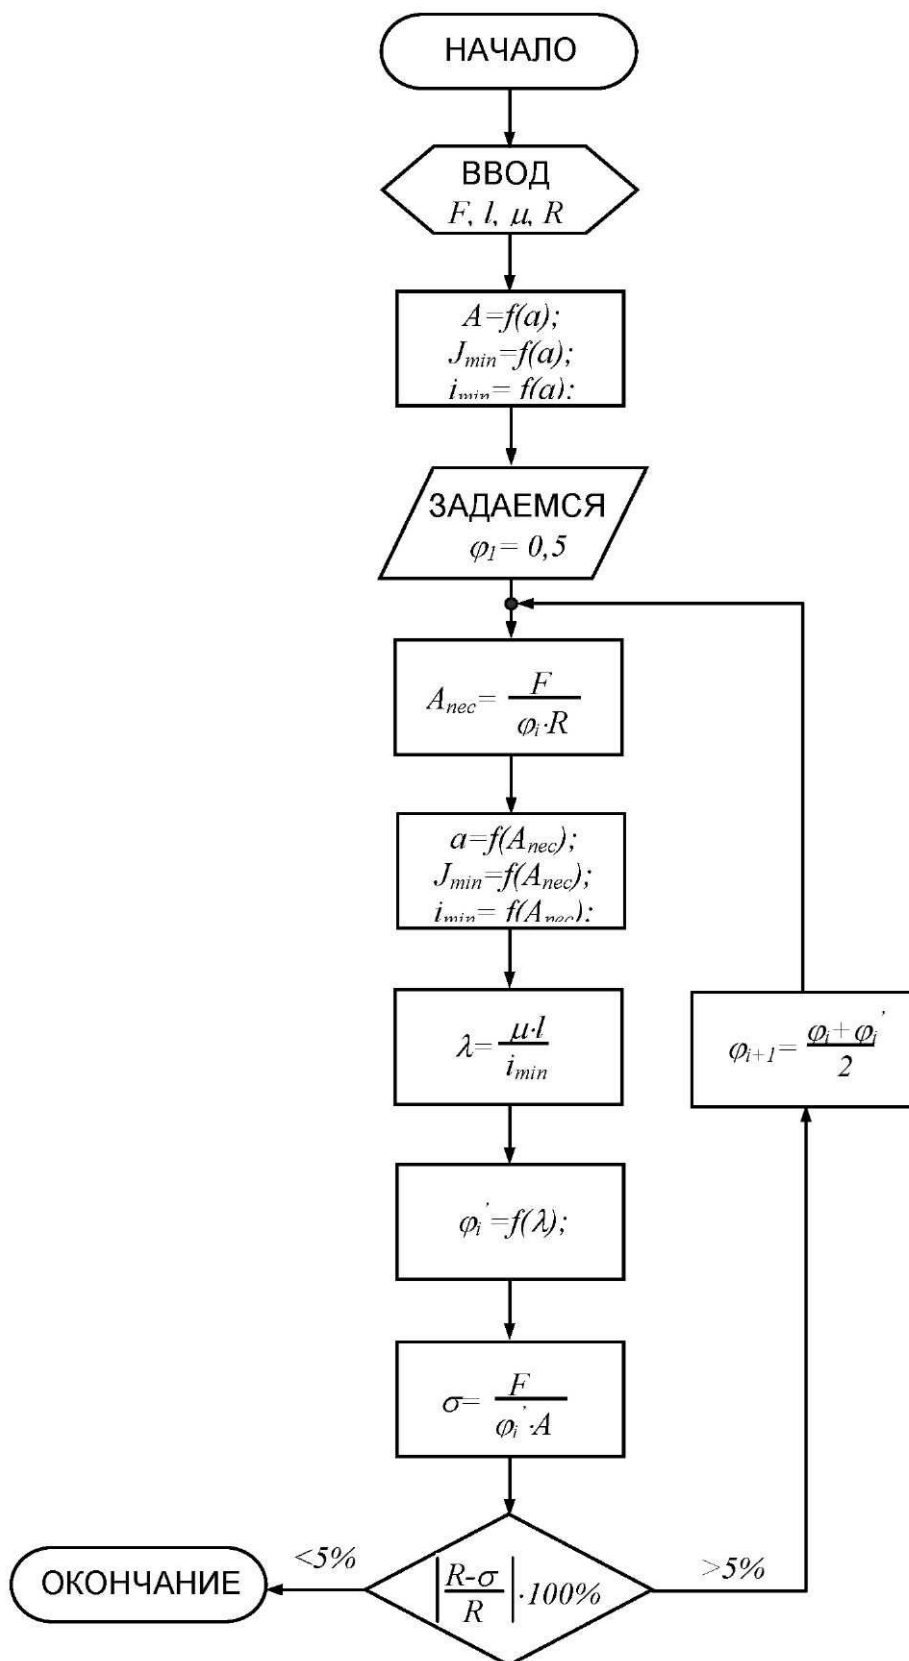 НАЧАЛО
ВВОД
F, l, μ, R
A=f(a);
J_min=f(a);
i_min= f(a);
ЗАДАЕМСЯ
φ_1= 0,5
A_nec= F / φ_i·R
a=f(A_nec);
J_min=f(A_nec);
i_min= f(A_nec);
λ= μ·l / i_min
φ_i+1= φ_i+φ_i' / 2
φ_i'=f(λ);
σ= F / φ_i'·A
<5%
>5%
ОКОНЧАНИЕ
|R-σ / R|·100%